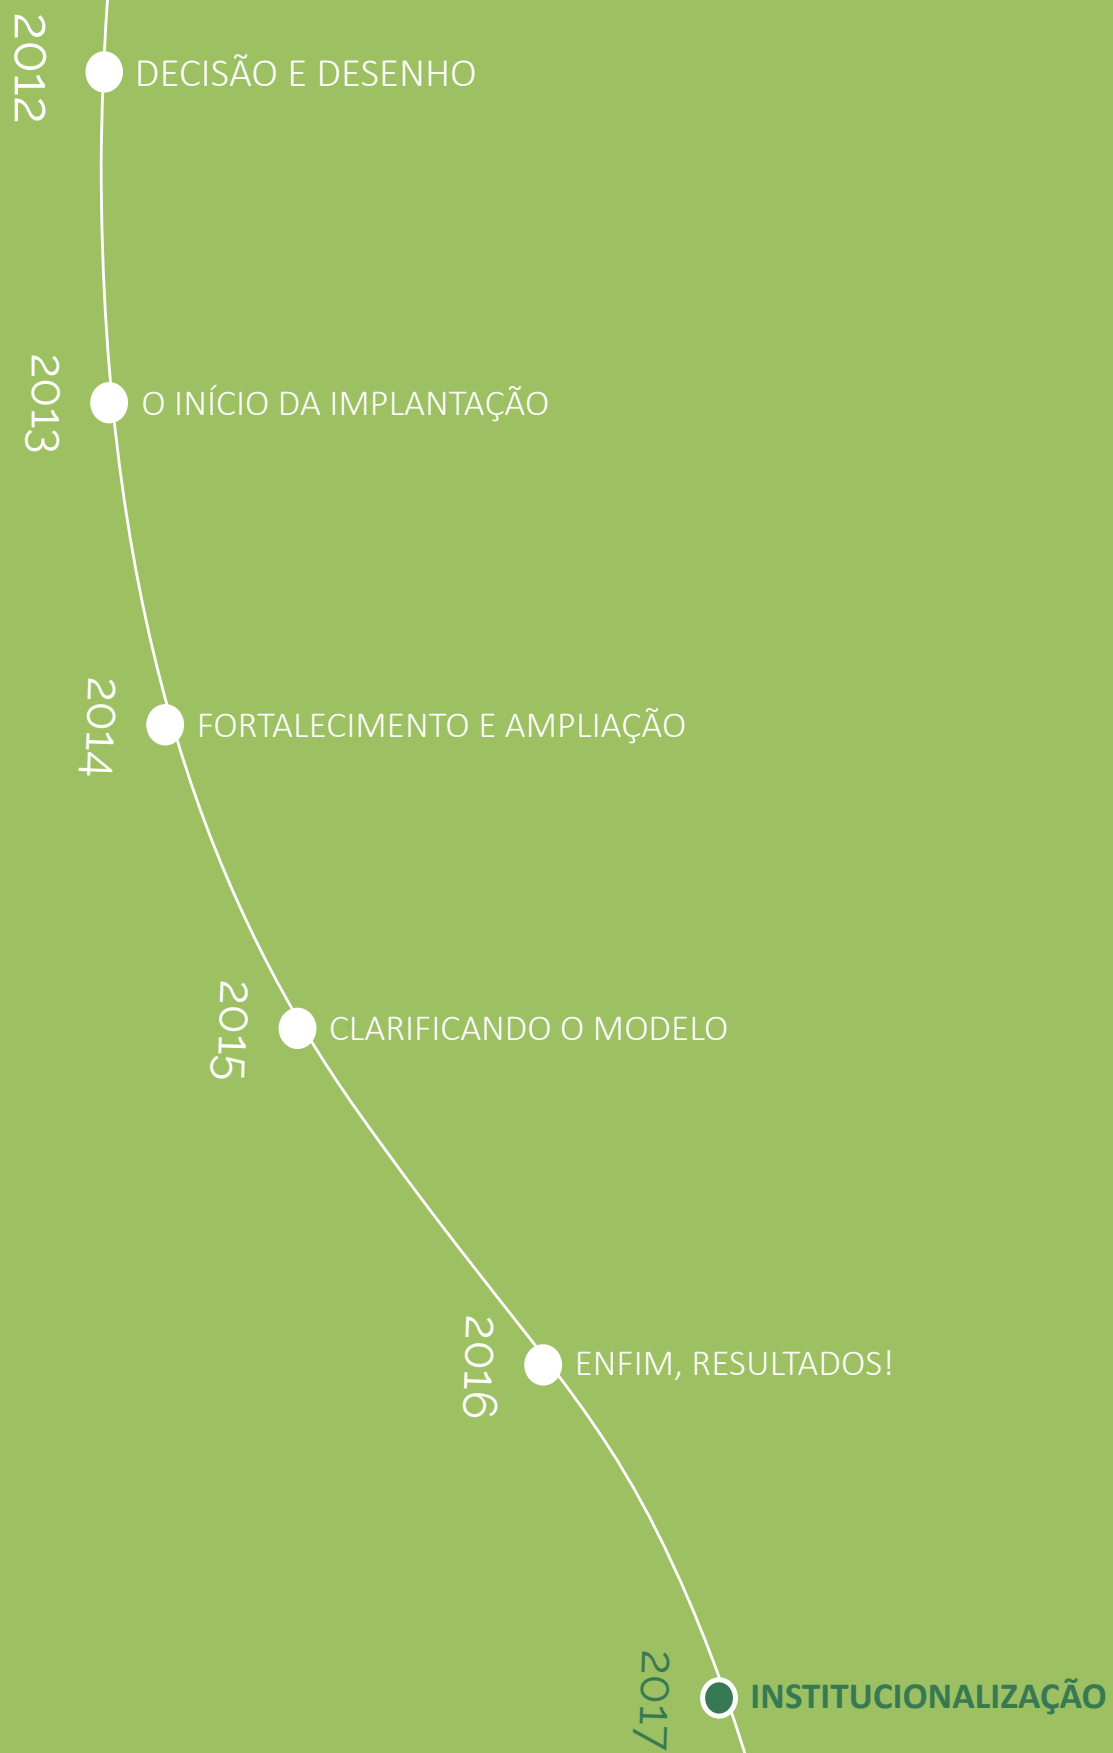 2012
DECISÃO E DESENHO
2013
O INÍCIO DA IMPLANTAÇÃO
2014
FORTALECIMENTO E AMPLIAÇÃO
2015
CLARIFICANDO O MODELO
2016
ENFIM, RESULTADOS!
2017
INSTITUCIONALIZAÇÃO